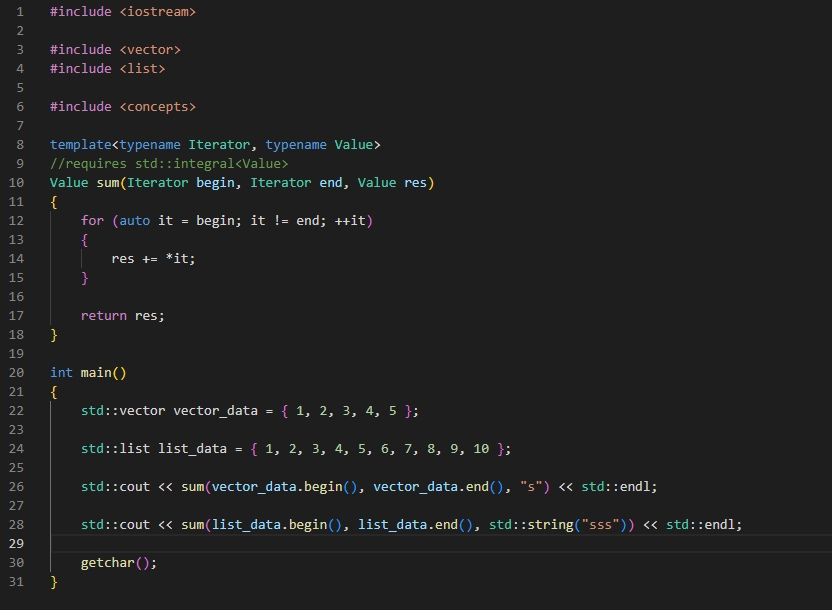 1 #include <iostream>
2
3 #include <vector>
4 #include <list>
5
6 #include <concepts>
7
8 template<typename Iterator, typename Value>
9 //requires std::integral<Value>
10 Value sum(Iterator begin, Iterator end, Value res)
11 {
12     for (auto it = begin; it != end; ++it)
13     {
14         res += *it;
15     }
16
17     return res;
18 }
19
20 int main()
21 {
22     std::vector vector_data = { 1, 2, 3, 4, 5 };
23
24     std::list list_data = { 1, 2, 3, 4, 5, 6, 7, 8, 9, 10 };
25
26     std::cout << sum(vector_data.begin(), vector_data.end(), "s") << std::endl;
27
28     std::cout << sum(list_data.begin(), list_data.end(), std::string("sss")) << std::endl;
29
30     getchar();
31 }